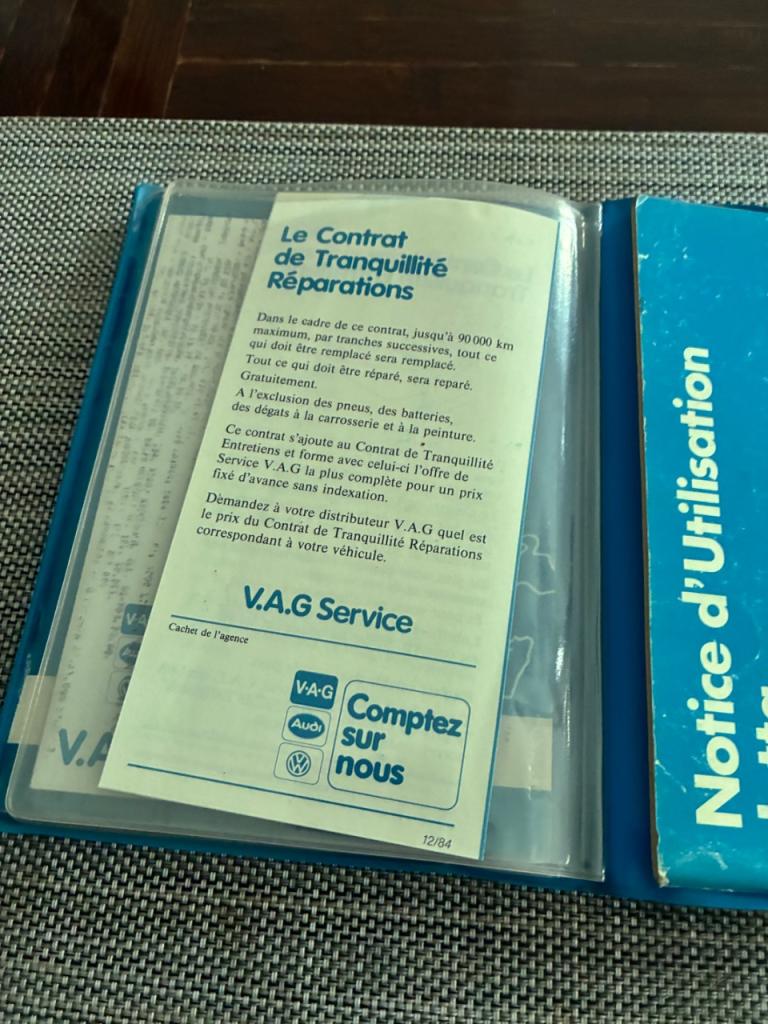 Le Contrat
de Tranquillité
Réparations
Dans le cadre de ce contrat, jusqu'à 90 000 km
maximum, par tranches successives, tout ce
qui doit être remplacé sera remplacé.
Tout ce qui doit être réparé, sera reparé.
Gratuitement.
A l'exclusion des pneus, des batteries,
des dégats à la carrosserie et à la peinture.
Ce contrat s'ajoute au Contrat de Tranquillité
Entretiens et forme avec celui-ci l'offre de
Service V.A.G la plus complète pour un prix
fixé d'avance sans indexation.
Demandez à votre distributeur V.A.G quel est
le prix du Contrat de Tranquillité Réparations
correspondant à votre véhicule.
V.A.G Service
Cachet de l'agence
V·A·G
Audi
Comptez
sur
nous
12/84
V.A
Notice d'Utilisation